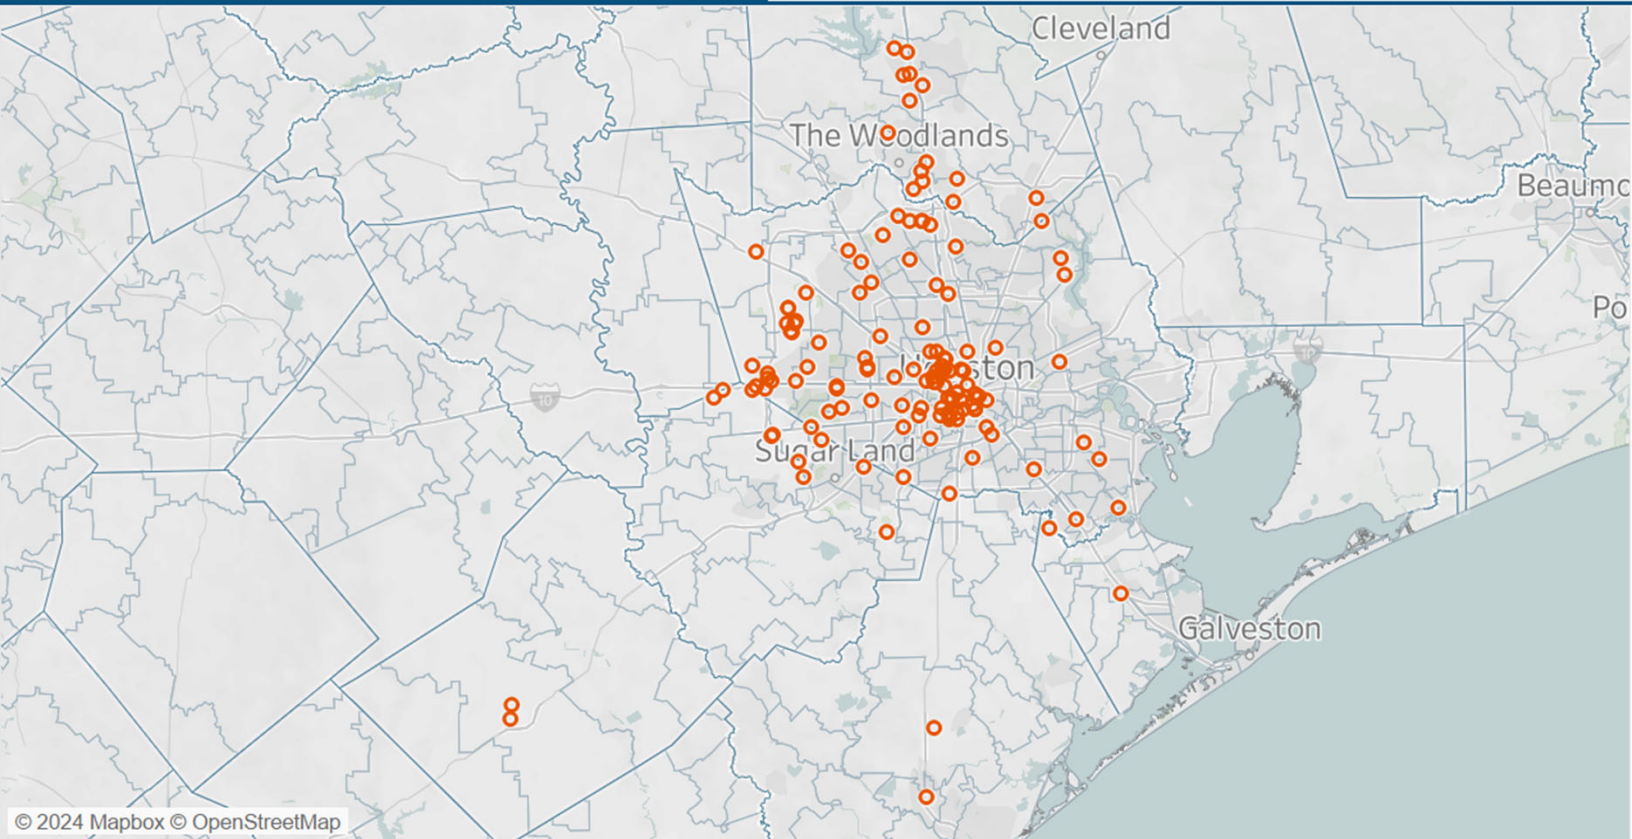 Cleveland
The Woodlands
Beaumc
Po
10
Houston
10
Sugar Land
Galveston
© 2024 Mapbox © OpenStreetMap